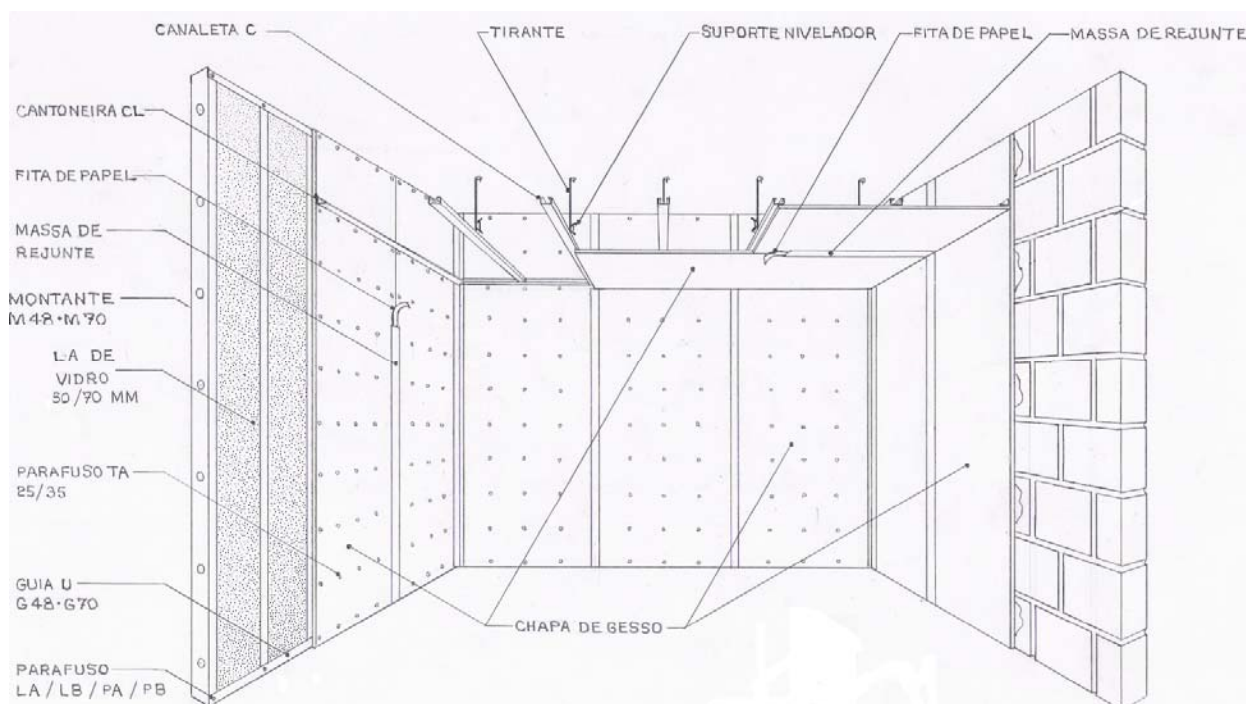 CANALETA C
TIRANTE
SUPORTE NIVELADOR
FITA DE PAPEL
MASSA DE REJUNTE
CANTONEIRA CL
FITA DE PAPEL
MASSA DE
REJUNTE
MONTANTE
M48·M70
LA DE
VIDRO
50/70 MM
PARAFUSO TA
25/35
GUIA U
G48·G70
CHAPA DE GESSO
PARAFUSO
LA / LB / PA / PB